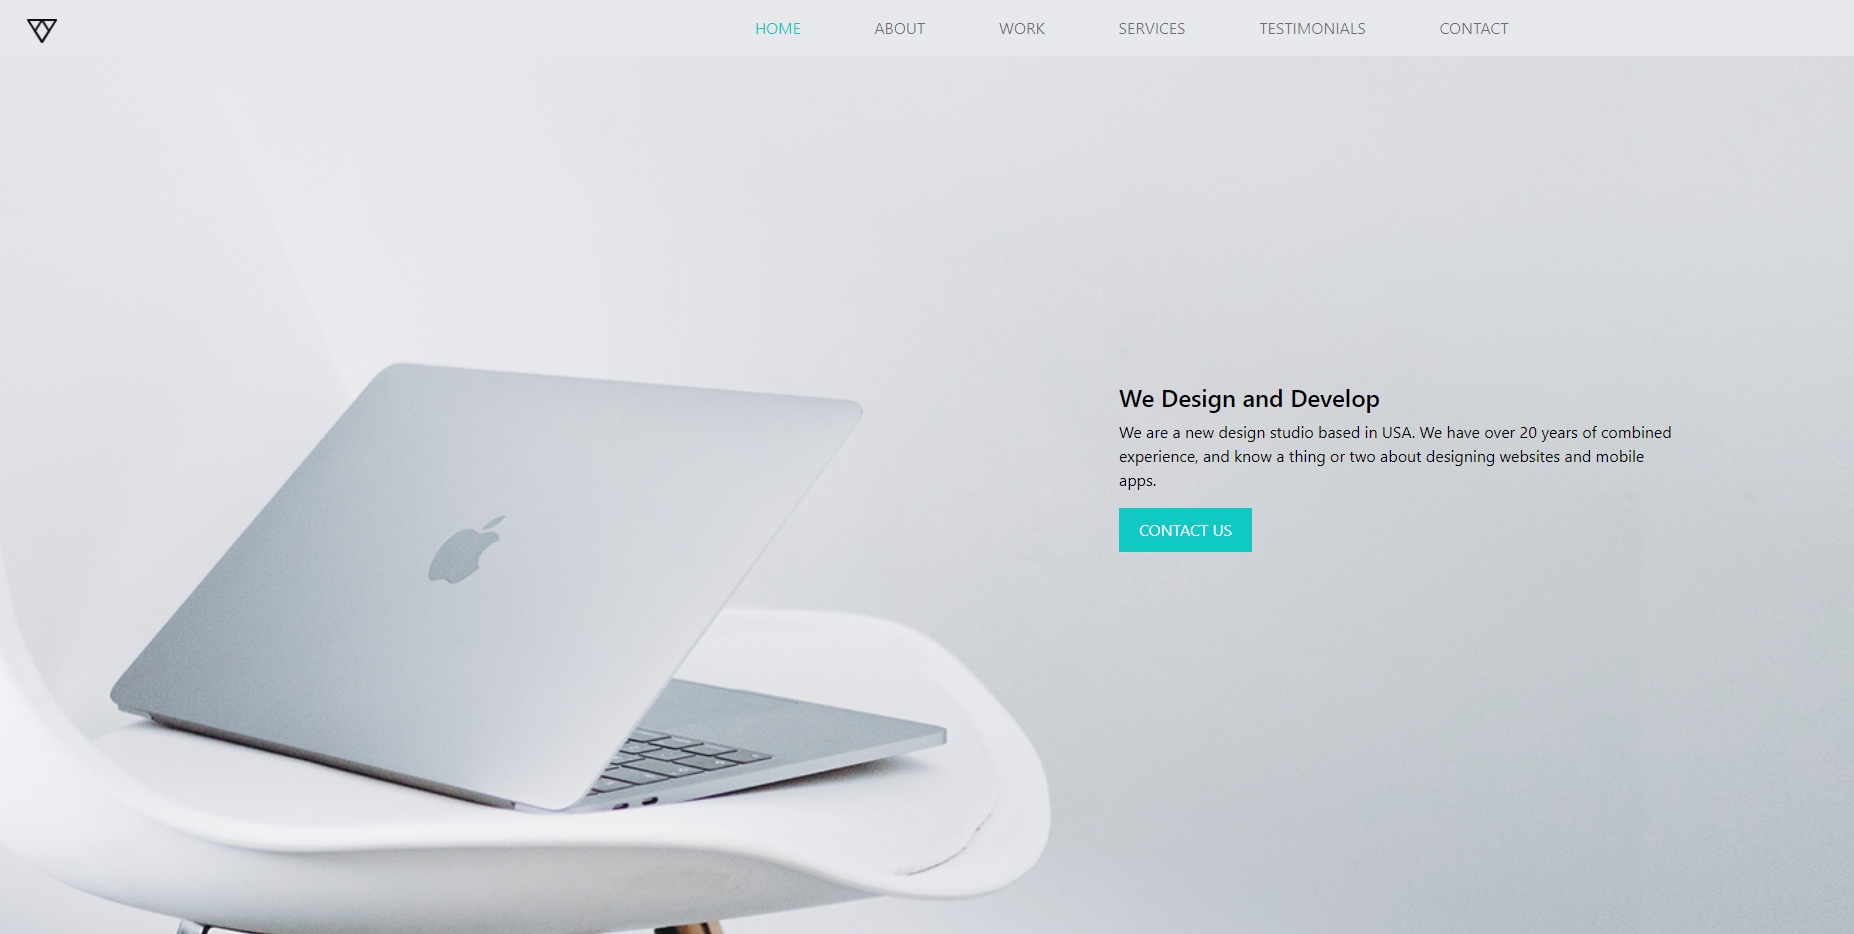 HOME ABOUT WORK SERVICES TESTIMONIALS CONTACT
We Design and Develop
We are a new design studio based in USA. We have over 20 years of combined
experience, and know a thing or two about designing websites and mobile
apps.
CONTACT US